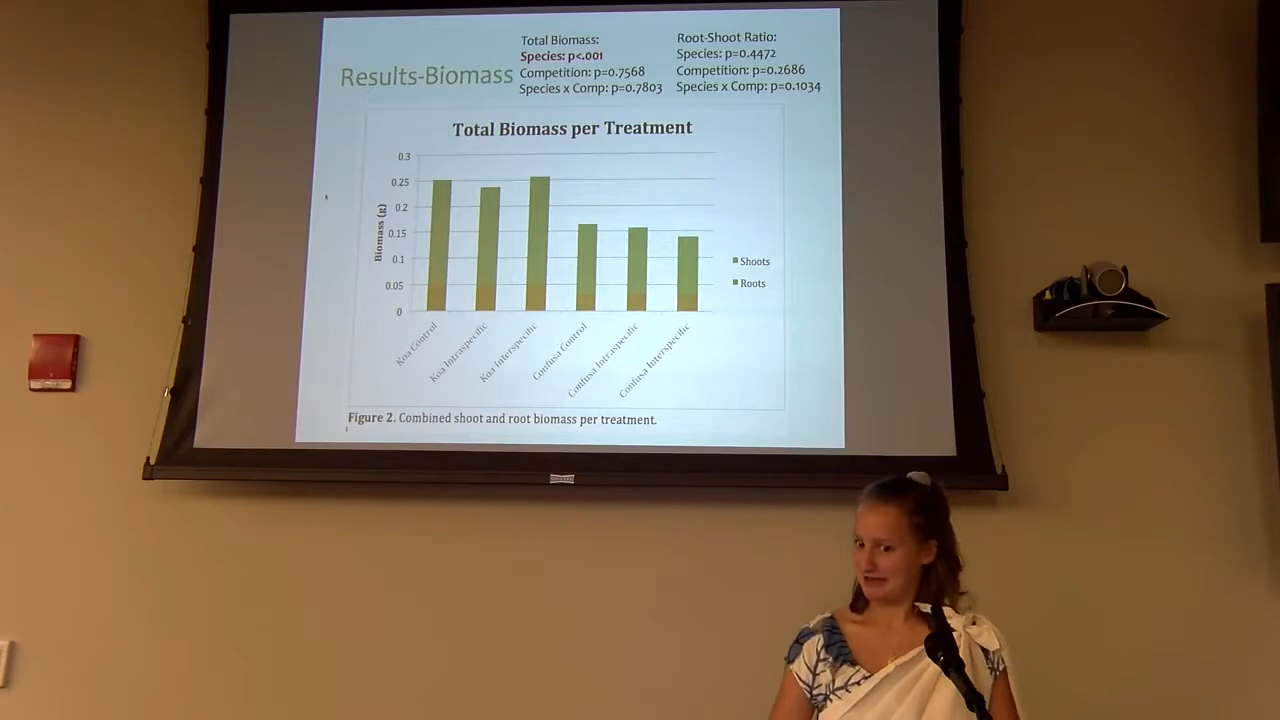 Results-Biomass
Total Biomass:
Species: p<.001
Competition: p=0.7568
Species x Comp: p=0.7803
Root-Shoot Ratio:
Species: p=0.4472
Competition: p=0.2686
Species x Comp: p=0.1034
Total Biomass per Treatment
Biomass (g)
0.3
0.25
0.2
0.15
0.1
0.05
0
Koa Control
Koa Intraspecific
Koa Interspecific
Confusa Control
Confusa Intraspecific
Confusa Interspecific
Shoots
Roots
Figure 2. Combined shoot and root biomass per treatment.